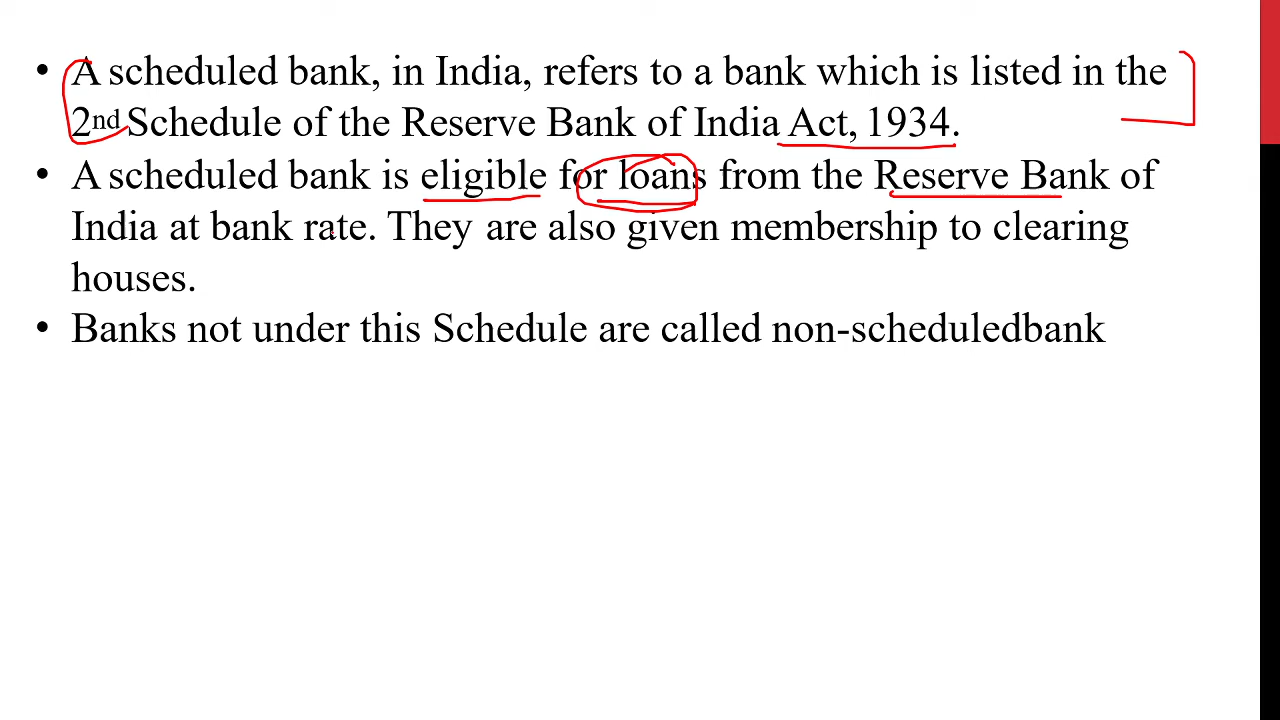 • A scheduled bank, in India, refers to a bank which is listed in the
2nd Schedule of the Reserve Bank of India Act, 1934.
• A scheduled bank is eligible for loans from the Reserve Bank of
India at bank rate. They are also given membership to clearing
houses.
• Banks not under this Schedule are called non-scheduledbank